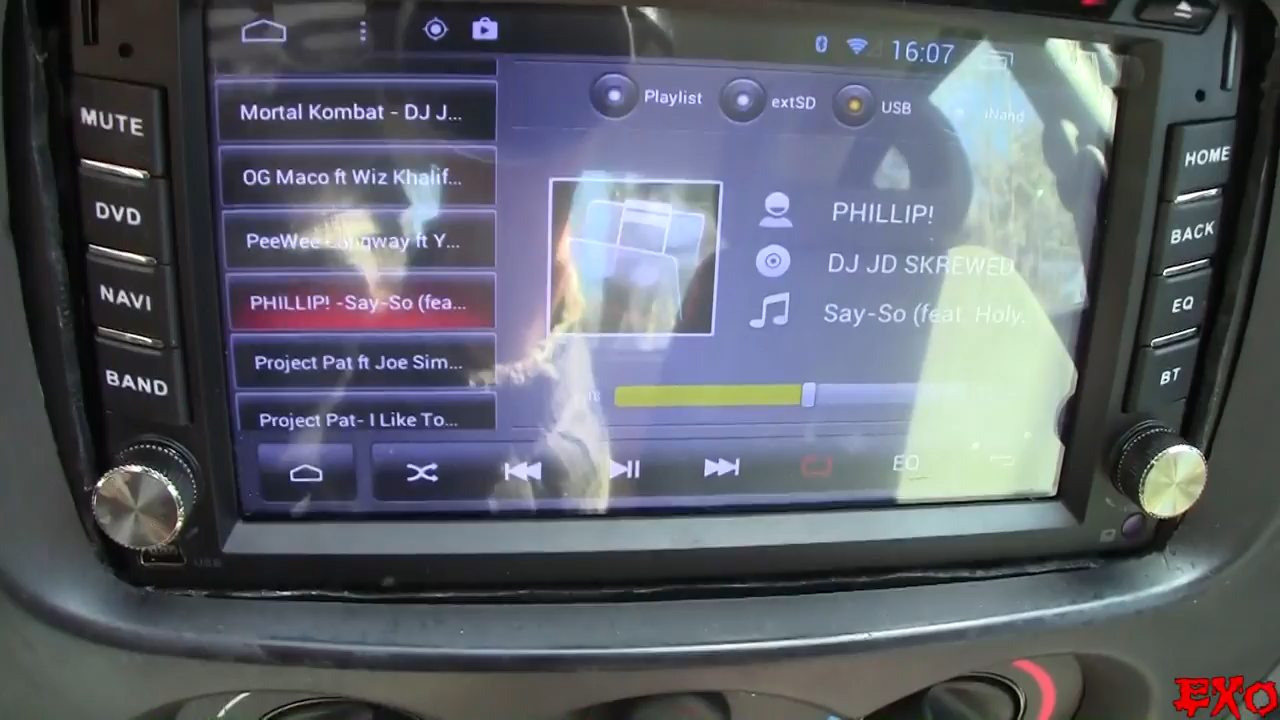 16:07
MUTE
DVD
NAVI
BAND
Mortal Kombat - DJ J...
OG Maco ft Wiz Khalif...
PeeWee Longway ft Y...
PHILLIP! -Say-So (fea...
Project Pat ft Joe Sim...
Project Pat- I Like To...
Playlist
extSD
USB
iNand
PHILLIP!
DJ JD SKREWED
Say-So (feat Holy.
EQ
HOME
BACK
EQ
BT
USB
EXO